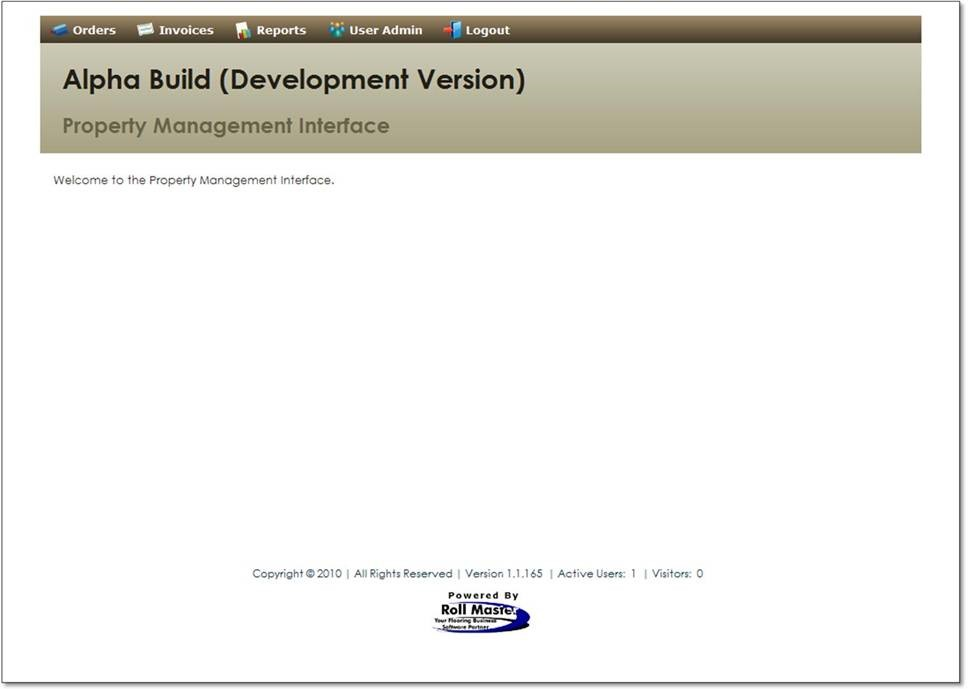 Orders Invoices Reports User Admin Logout
Alpha Build (Development Version)
Property Management Interface
Welcome to the Property Management Interface.
Copyright © 2010 | All Rights Reserved | Version 1.1.165 | Active Users: 1 | Visitors: 0
Powered By
Roll Master
Your Flooring Business
Software Partner